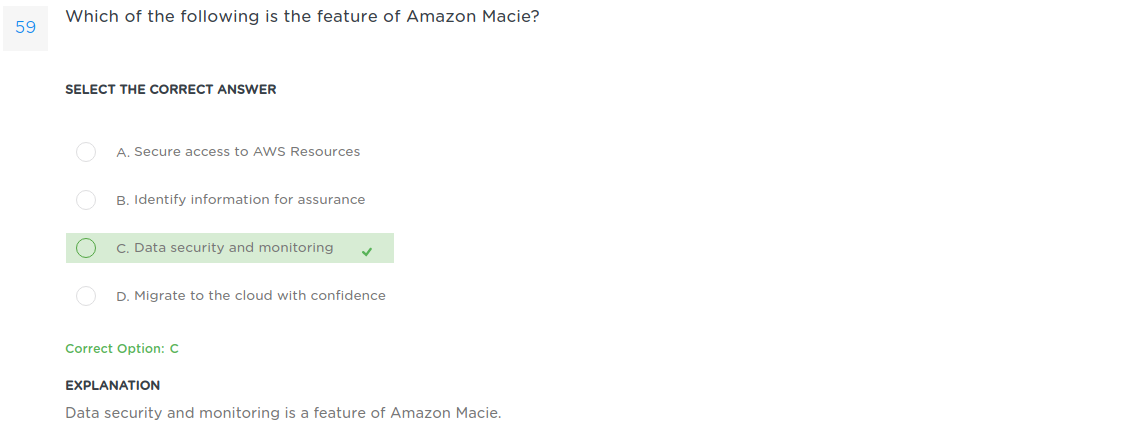 59
Which of the following is the feature of Amazon Macie?
SELECT THE CORRECT ANSWER
A. Secure access to AWS Resources
B. Identify information for assurance
C. Data security and monitoring
D. Migrate to the cloud with confidence
Correct Option: C
EXPLANATION
Data security and monitoring is a feature of Amazon Macie.